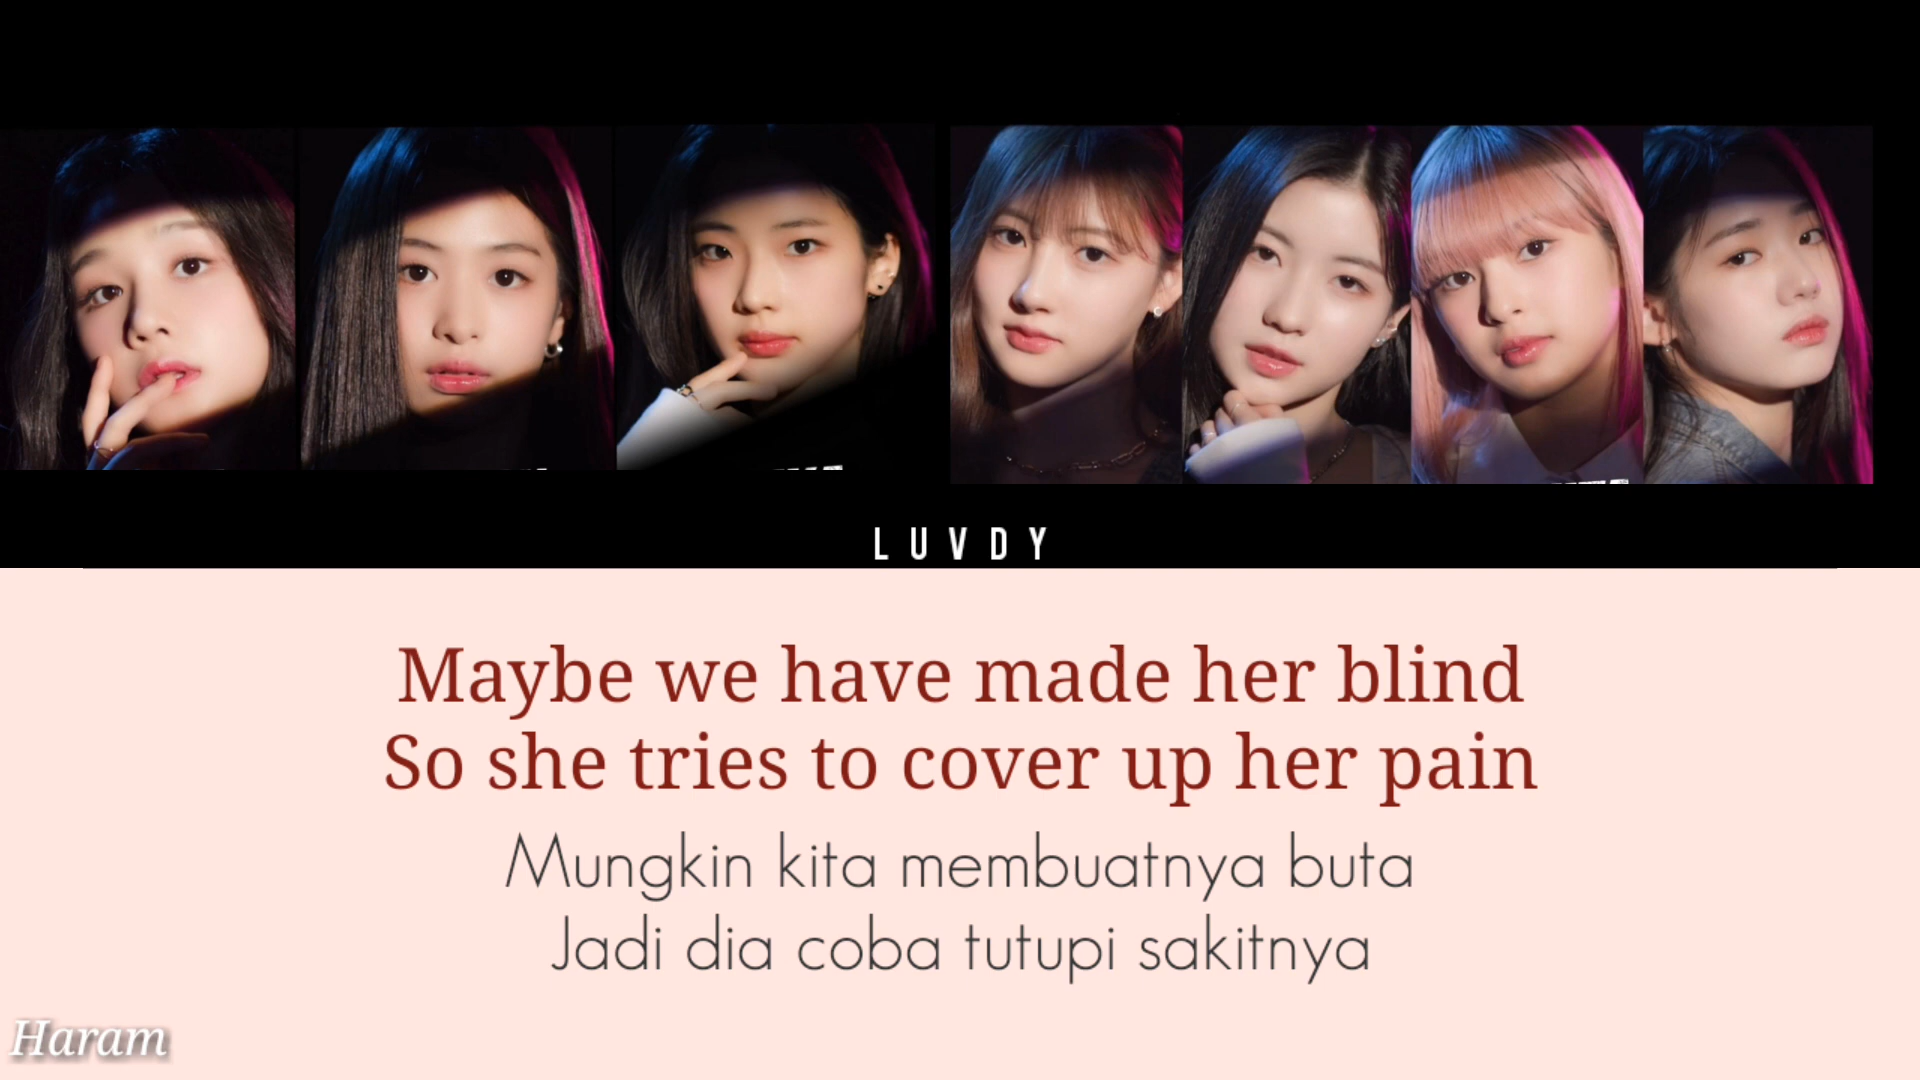 LUVDY
Maybe we have made her blind
So she tries to cover up her pain
Mungkin kita membuatnya buta
Jadi dia coba tutupi sakitnya
Haram